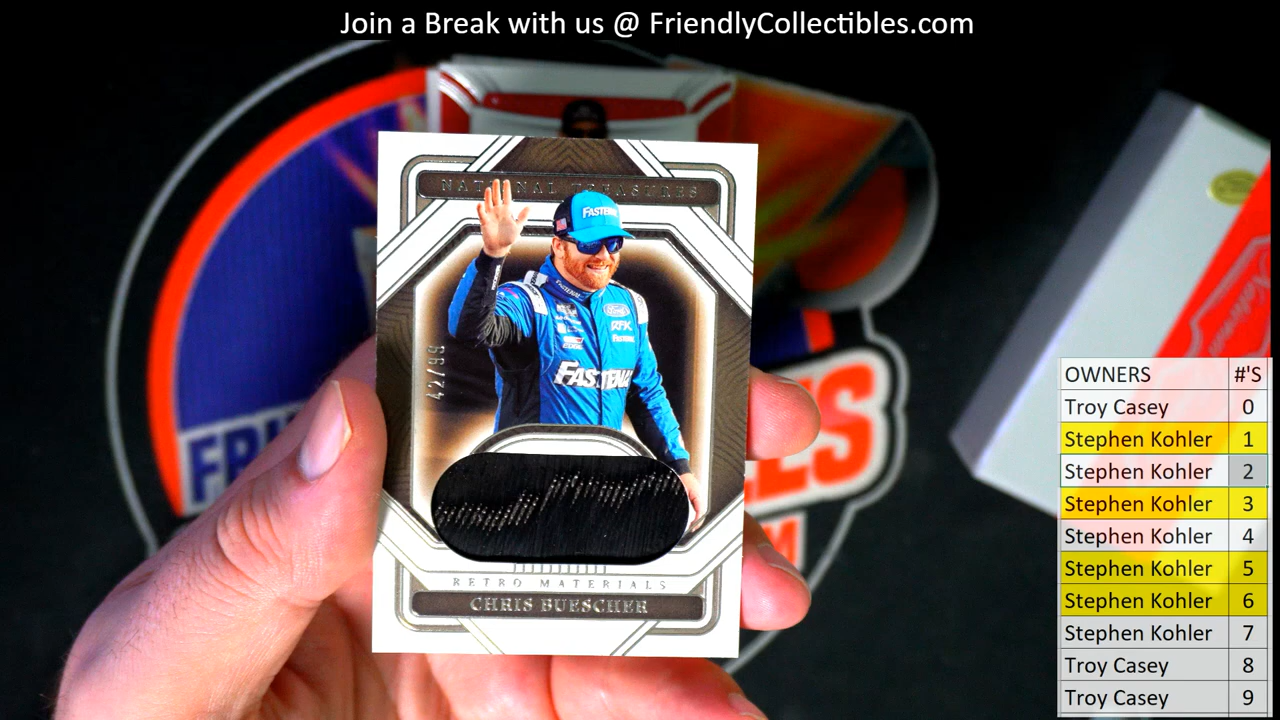 Join a Break with us @ FriendlyCollectibles.com
NATIONAL TREASURES
FASTENAL
RFK
FASTENAL
42/99
RETRO MATERIALS
CHRIS BUESCHER
OWNERS #'S
Troy Casey 0
Stephen Kohler 1
Stephen Kohler 2
Stephen Kohler 3
Stephen Kohler 4
Stephen Kohler 5
Stephen Kohler 6
Stephen Kohler 7
Troy Casey 8
Troy Casey 9